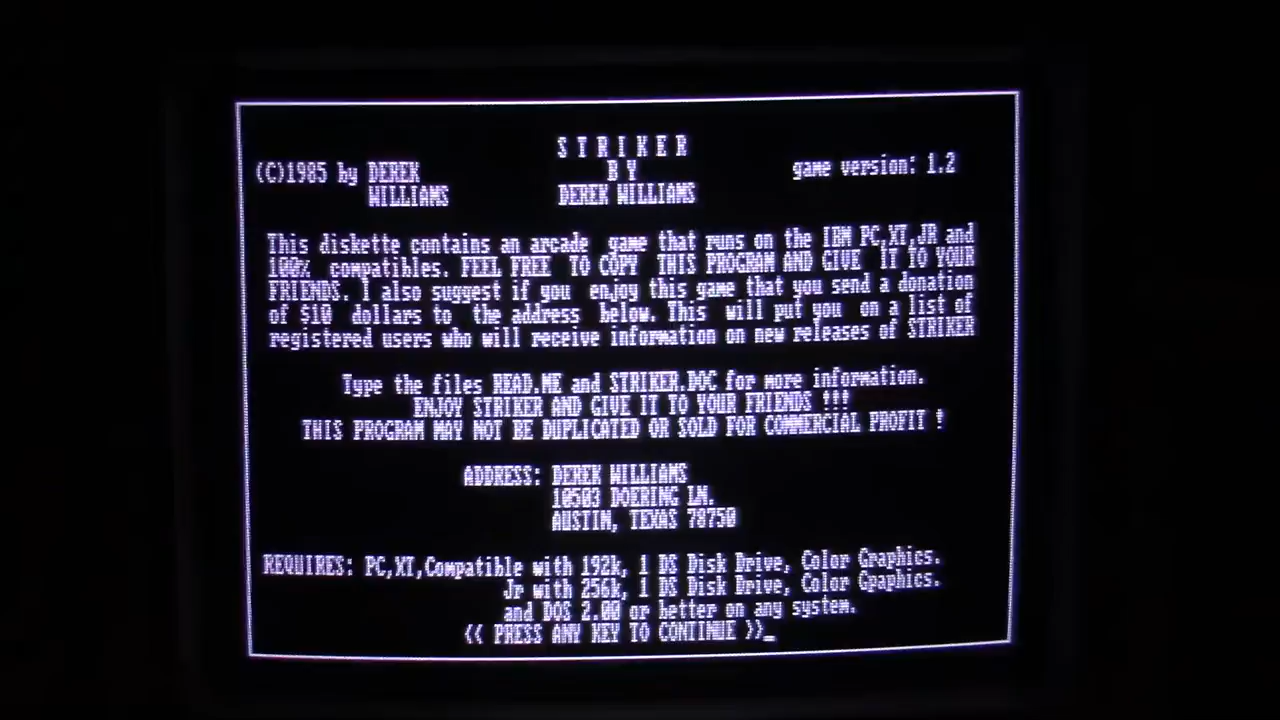 S T R I K E R
(C)1985 by DEREK B Y game version: 1.2
WILLIAMS DEREK WILLIAMS
This diskette contains an arcade game that runs on the IBM PC,XT,JR and
100% compatibles. FEEL FREE TO COPY THIS PROGRAM AND GIVE IT TO YOUR
FRIENDS. I also suggest if you enjoy this game that you send a donation
of $10 dollars to the address below. This will put you on a list of
registered users who will receive information on new releases of STRIKER
Type the files READ.ME and STRIKER.DOC for more information.
ENJOY STRIKER AND GIVE IT TO YOUR FRIENDS !!!
THIS PROGRAM MAY NOT BE DUPLICATED OR SOLD FOR COMMERCIAL PROFIT !
ADDRESS: DEREK WILLIAMS
10503 DOERING LN.
AUSTIN, TEXAS 78750
REQUIRES: PC,XT,Compatible with 192k, 1 DS Disk Drive, Color Graphics.
Jr with 256k, 1 DS Disk Drive, Color Graphics.
and DOS 2.00 or better on any system.
<< PRESS ANY KEY TO CONTINUE >>_